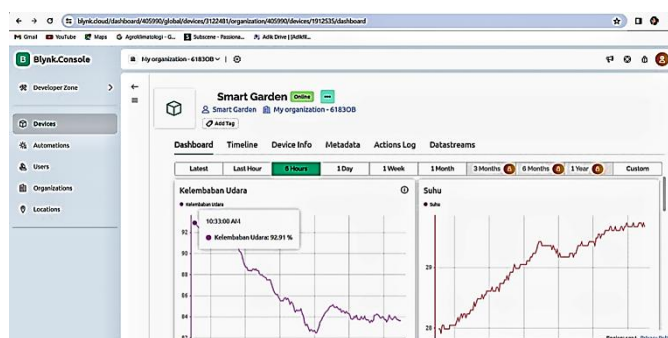 blynk.cloud/dashboard/405990/global/devices/3122481/organization/405990/devices/1912535/dashboard
Gmail YouTube Maps Agroklimatologi - G... Subscene - Passiona...
Blynk.Console
My organization - 6183OB
Developer Zone
Devices
Automations
Users
Organizations
Locations
Smart Garden Online
Smart Garden My organization - 6183OB
Add Tag
Dashboard Timeline Device Info Metadata Actions Log Datastreams
Latest Last Hour 6 Hours 1 Day 1 Week 1 Month 3 Months 6 Months 1 Year Custom
Kelembaban Udara
Kelembaban Udara
10:33:00 AM
Kelembaban Udara: 92.91 %
92
90
88
86
84
82
Suhu
Suhu
29
28